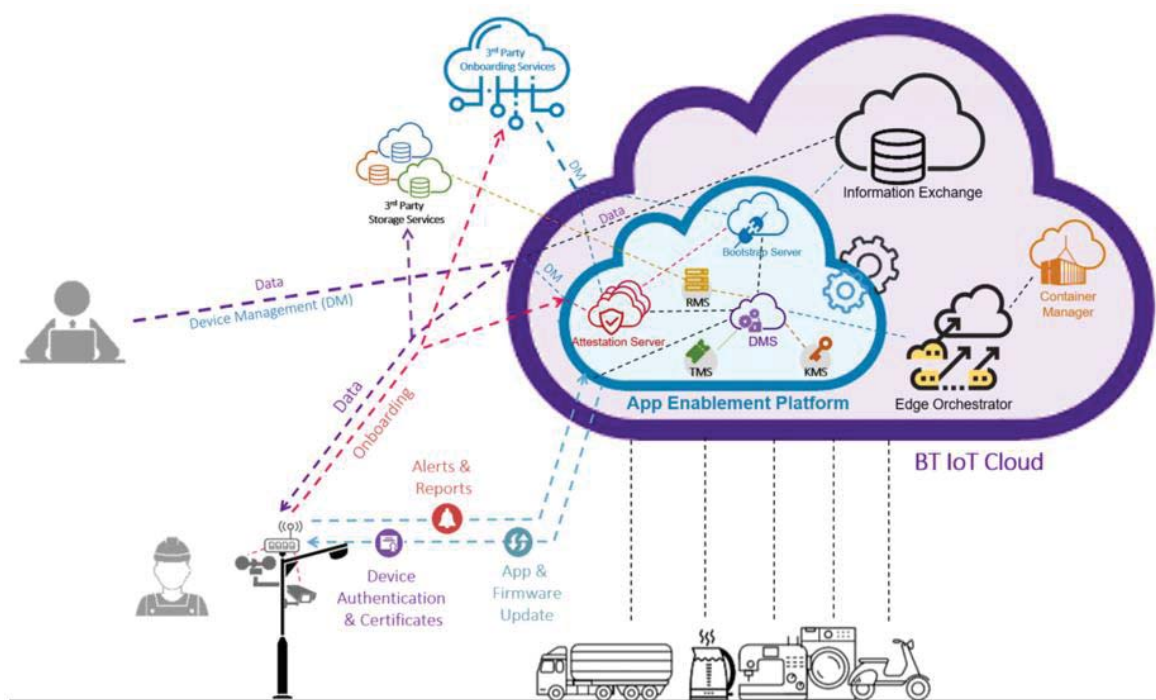 3rd Party
Onboarding Services
3rd Party
Storage Services
DM
Data
DM
Information Exchange
Bootstrap Server
Container
Manager
RMS
Attestation Server
DMS
TMS
KMS
Edge Orchestrator
App Enablement Platform
BT IoT Cloud
Data
Device Management (DM)
Data
Onboarding
Alerts &
Reports
Device
Authentication
& Certificates
App &
Firmware
Update